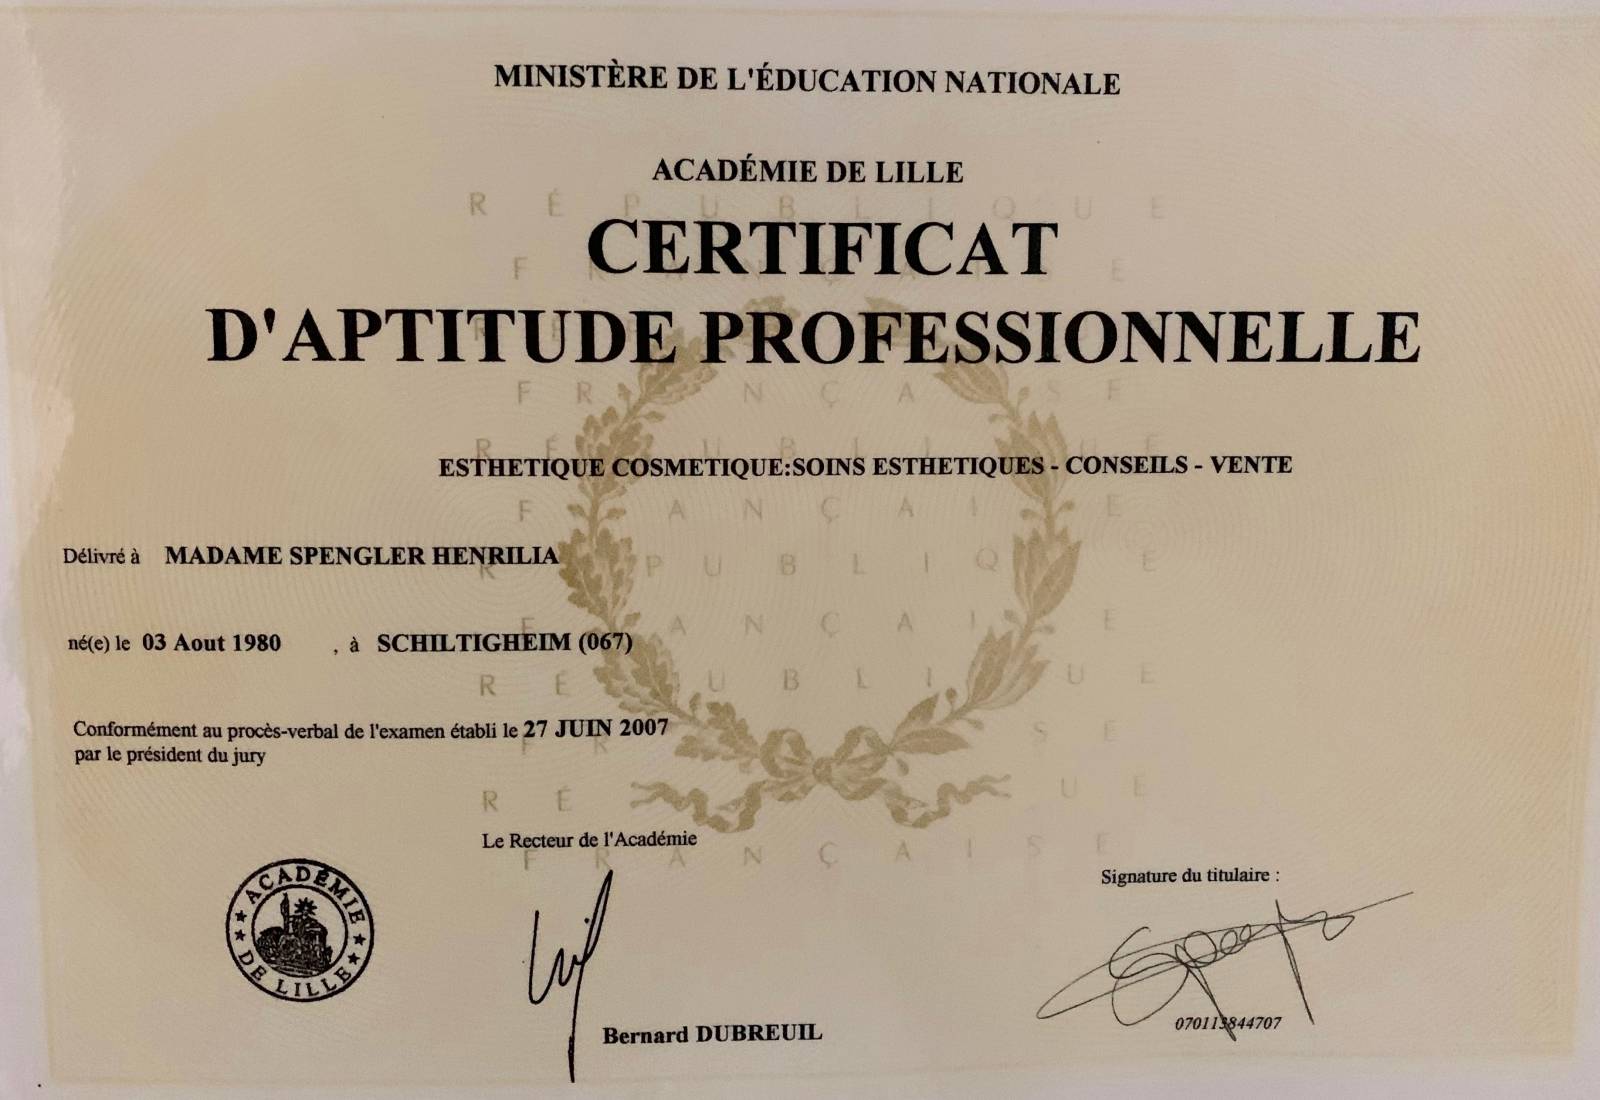 MINISTÈRE DE L'ÉDUCATION NATIONALE
ACADÉMIE DE LILLE
RÉPUBLIQUE
FRANÇAISE
CERTIFICAT
D'APTITUDE PROFESSIONNELLE
ESTHETIQUE COSMETIQUE:SOINS ESTHETIQUES - CONSEILS - VENTE
Délivré à MADAME SPENGLER HENRILIA
né(e) le 03 Aout 1980 , à SCHILTIGHEIM (067)
Conformément au procès-verbal de l'examen établi le 27 JUIN 2007
par le président du jury
Le Recteur de l'Académie
Signature du titulaire :
ACADÉMIE
DE LILLE
Bernard DUBREUIL
070113844707